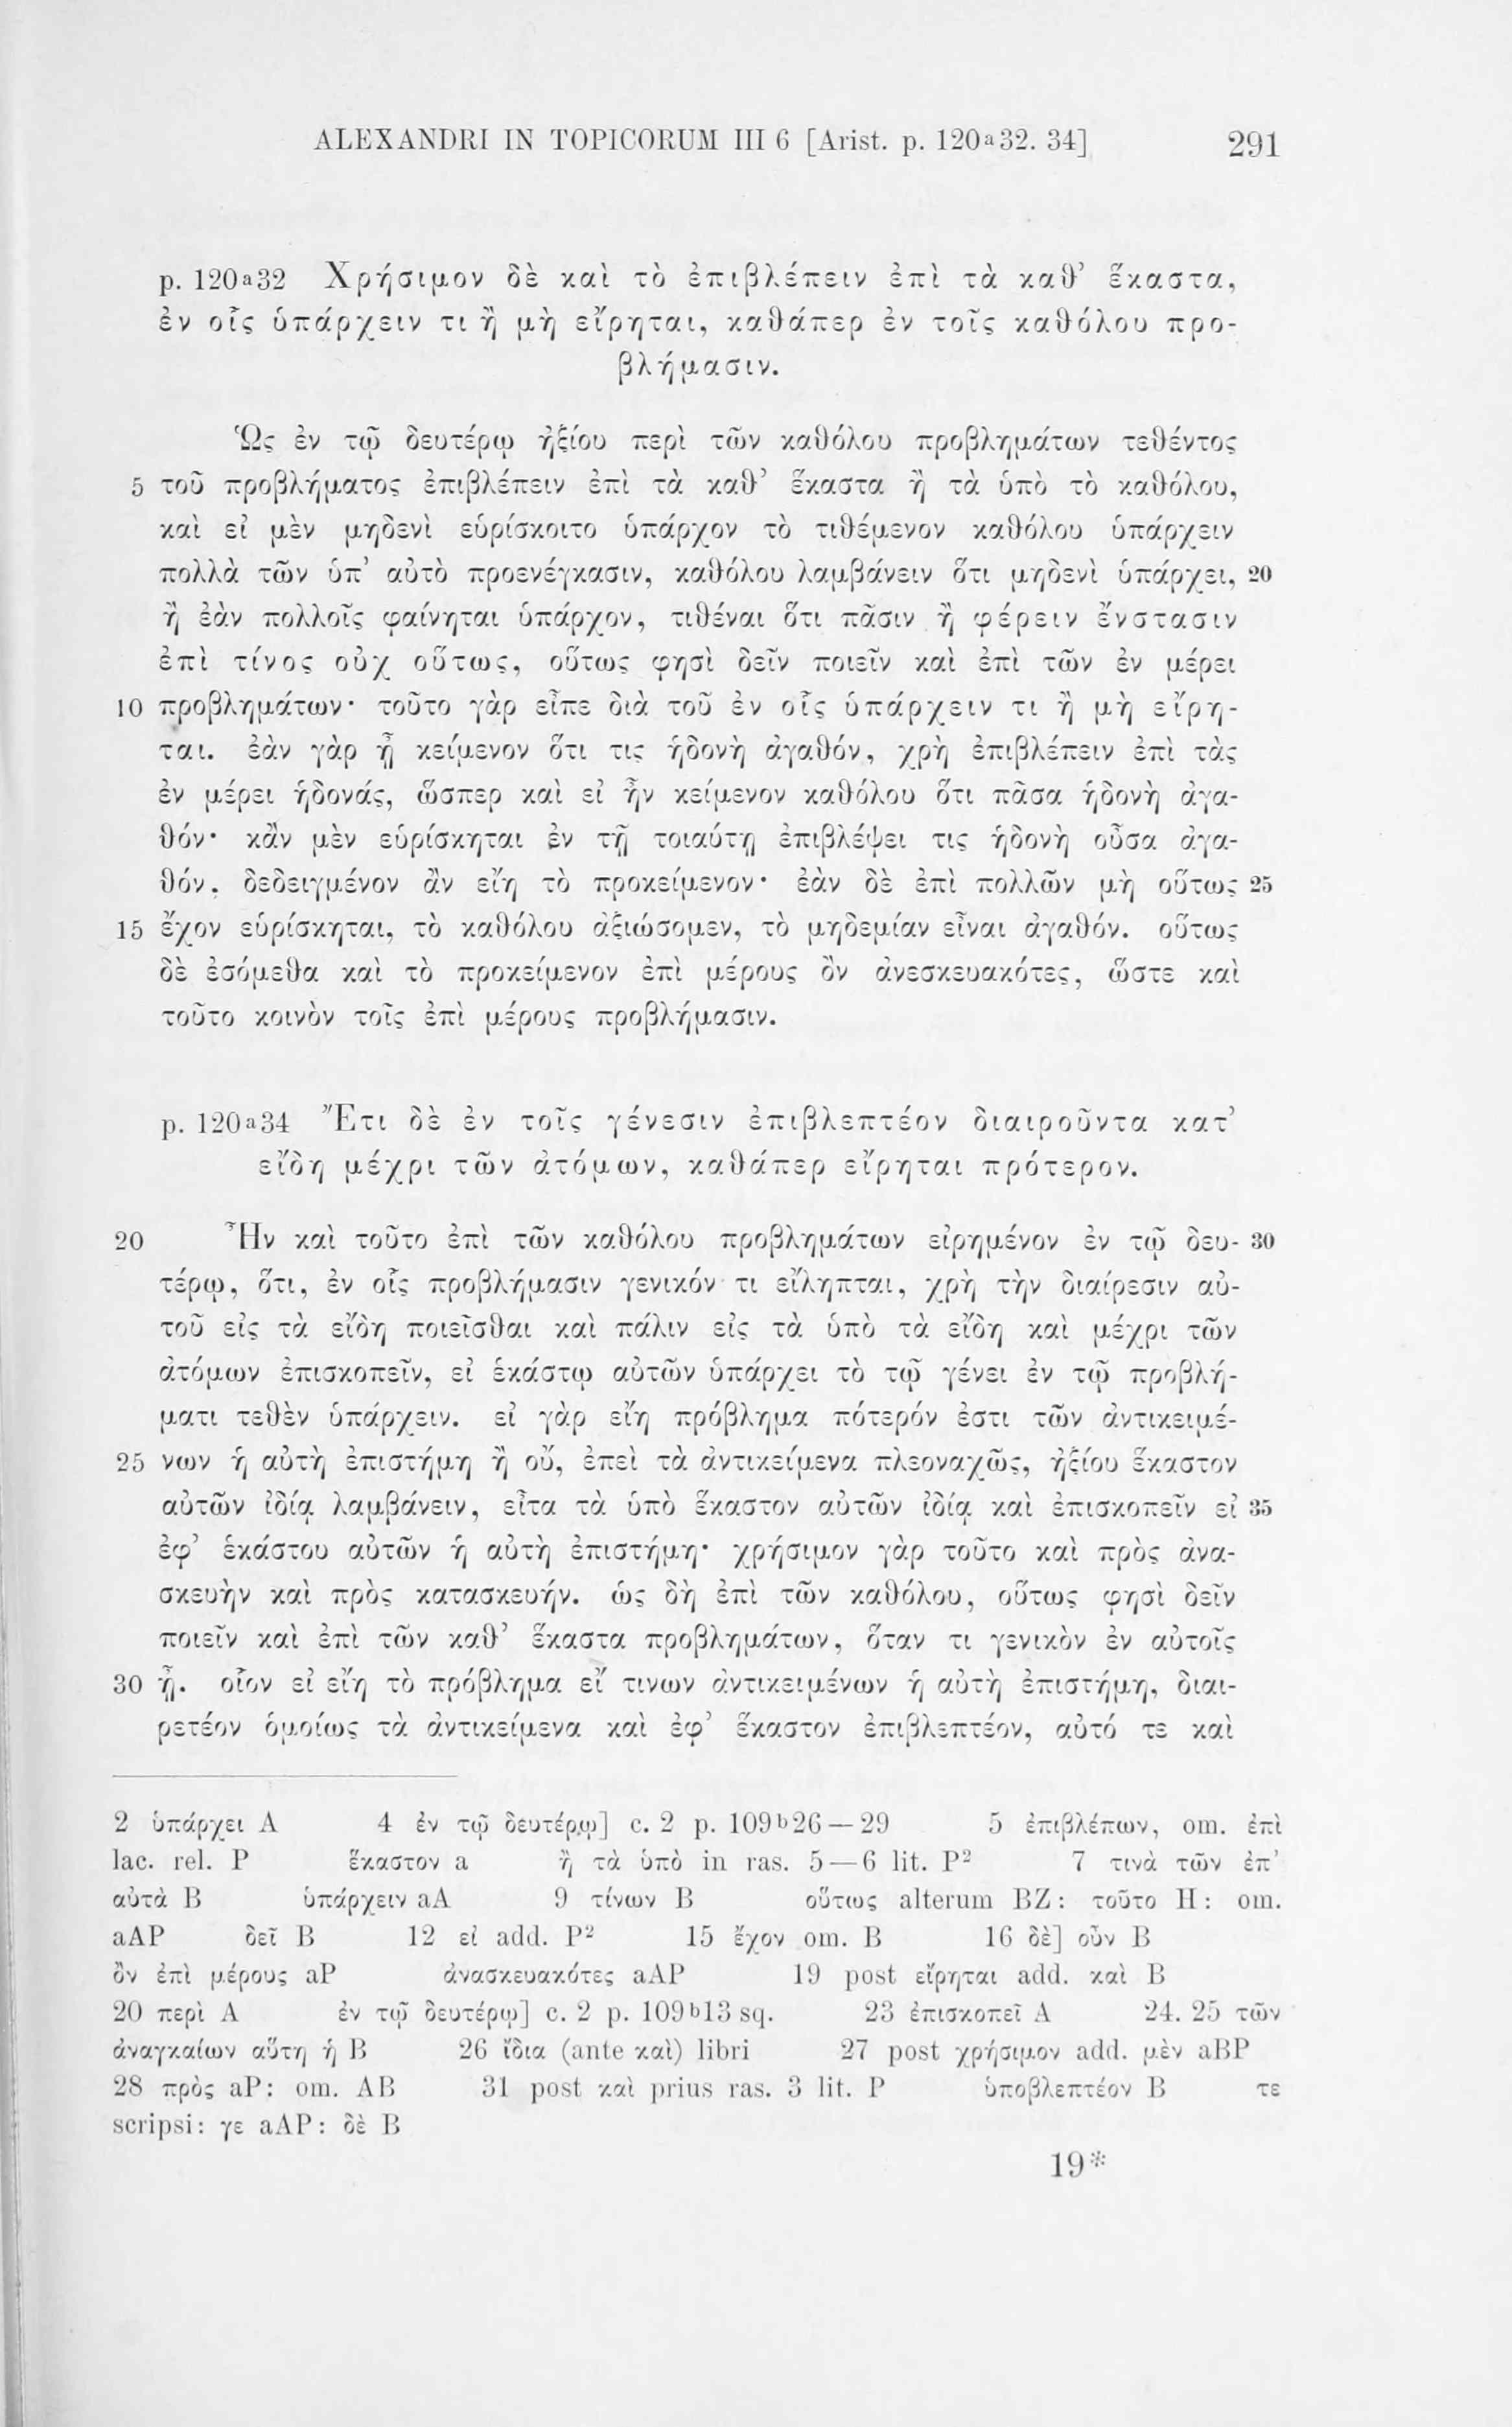 ALEXANDRI IN TOPICORUM III 6 [Arist. p. 120a32. 34] 291
p. 120a32 Χρήσιμον δὲ καὶ τὸ ἐπιβλέπειν ἐπὶ τὰ καθ’ ἕκαστα,
ἐν οἷς ὑπάρχειν τι ἢ μὴ εἴρηται, καθάπερ ἐν τοῖς καθόλου προ-
βλήμασιν.
Ὡς ἐν τῷ δευτέρῳ ἠξίου περὶ τῶν καθόλου προβλημάτων τεθέντος
5 τοῦ προβλήματος ἐπιβλέπειν ἐπὶ τὰ καθ’ ἕκαστα ἢ τὰ ὑπὸ τὸ καθόλου,
καὶ εἰ μὲν μηδενὶ εὑρίσκοιτο ὑπάρχον τὸ τιθέμενον καθόλου ὑπάρχειν
πολλὰ τῶν ὑπ’ αὐτὸ προενέγκασιν, καθόλου λαμβάνειν ὅτι μηδενὶ ὑπάρχει, 20
ἢ ἐὰν πολλοῖς φαίνηται ὑπάρχον, τιθέναι ὅτι πᾶσιν ἢ φέρειν ἔνστασιν
ἐπὶ τίνος οὐχ οὕτως, οὕτως φησὶ δεῖν ποιεῖν καὶ ἐπὶ τῶν ἐν μέρει
10 προβλημάτων· τοῦτο γὰρ εἶπε διὰ τοῦ ἐν οἷς ὑπάρχειν τι ἢ μὴ εἴρη-
ται. ἐὰν γὰρ ᾖ κείμενον ὅτι τις ἡδονὴ ἀγαθόν, χρὴ ἐπιβλέπειν ἐπὶ τὰς
ἐν μέρει ἡδονάς, ὥσπερ καὶ εἰ ἦν κείμενον καθόλου ὅτι πᾶσα ἡδονὴ ἀγα-
θόν· κἂν μὲν εὑρίσκηται ἐν τῇ τοιαύτῃ ἐπιβλέψει τις ἡδονὴ οὖσα ἀγα-
θόν, δεδειγμένον ἂν εἴη τὸ προκείμενον· ἐὰν δὲ ἐπὶ πολλῶν μὴ οὕτως 25
15 ἔχον εὑρίσκηται, τὸ καθόλου ἀξιώσομεν, τὸ μηδεμίαν εἶναι ἀγαθόν. οὕτως
δὲ ἐσόμεθα καὶ τὸ προκείμενον ἐπὶ μέρους ὂν ἀνεσκευακότες, ὥστε καὶ
τοῦτο κοινὸν τοῖς ἐπὶ μέρους προβλήμασιν.
p. 120a34 Ἔτι δὲ ἐν τοῖς γένεσιν ἐπιβλεπτέον διαιροῦντα κατ’
εἴδη μέχρι τῶν ἀτόμων, καθάπερ εἴρηται πρότερον.
20 Ἦν καὶ τοῦτο ἐπὶ τῶν καθόλου προβλημάτων εἰρημένον ἐν τῷ δευ- 30
τέρῳ, ὅτι, ἐν οἷς προβλήμασιν γενικόν τι εἴληπται, χρὴ τὴν διαίρεσιν αὐ-
τοῦ εἰς τὰ εἴδη ποιεῖσθαι καὶ πάλιν εἰς τὰ ὑπὸ τὰ εἴδη καὶ μέχρι τῶν
ἀτόμων ἐπισκοπεῖν, εἰ ἑκάστῳ αὐτῶν ὑπάρχει τὸ τῷ γένει ἐν τῷ προβλή-
ματι τεθὲν ὑπάρχειν. εἰ γὰρ εἴη πρόβλημα πότερόν ἐστι τῶν ἀντικειμέ-
25 νων ἡ αὐτὴ ἐπιστήμη ἢ οὔ, ἐπεὶ τὰ ἀντικείμενα πλεοναχῶς, ἠξίου ἕκαστον
αὐτῶν ἰδίᾳ λαμβάνειν, εἶτα τὰ ὑπὸ ἕκαστον αὐτῶν ἰδίᾳ καὶ ἐπισκοπεῖν εἰ 35
ἐφ’ ἑκάστου αὐτῶν ἡ αὐτὴ ἐπιστήμη· χρήσιμον γὰρ τοῦτο καὶ πρὸς ἀνα-
σκευὴν καὶ πρὸς κατασκευήν. ὡς δὴ ἐπὶ τῶν καθόλου, οὕτως φησὶ δεῖν
ποιεῖν καὶ ἐπὶ τῶν καθ’ ἕκαστα προβλημάτων, ὅταν τι γενικὸν ἐν αὐτοῖς
30 ᾖ. οἷον εἰ εἴη τὸ πρόβλημα εἴ τινων ἀντικειμένων ἡ αὐτὴ ἐπιστήμη, διαι-
ρετέον ὁμοίως τὰ ἀντικείμενα καὶ ἐφ’ ἕκαστον ἐπιβλεπτέον, αὐτό τε καὶ
2 ὑπάρχει A 4 ἐν τῷ δευτέρῳ] c. 2 p. 109b26—29 5 ἐπιβλέπων, om. ἐπὶ
lac. rel. P ἕκαστον a ἢ τὰ ὑπὸ in ras. 5—6 lit. P2 7 τινὰ τῶν ἐπ’
αὐτὰ B ὑπάρχειν aA 9 τίνων B οὕτως alterum BZ: τοῦτο H: om.
aAP δεῖ B 12 εἰ add. P2 15 ἔχον om. B 16 δὲ] οὖν B
ὂν ἐπὶ μέρους aP ἀνασκευακότες aAP 19 post εἴρηται add. καὶ B
20 περὶ A ἐν τῷ δευτέρῳ] c. 2 p. 109b13 sq. 23 ἐπισκοπεῖ A 24. 25 τῶν
ἀναγκαίων αὕτη ἡ B 26 ἴδια (ante καὶ) libri 27 post χρήσιμον add. μὲν aBP
28 πρὸς aP: om. AB 31 post καὶ prius ras. 3 lit. P ὑποβλεπτέον B τε
scripsi: γε aAP: δὲ B
19*